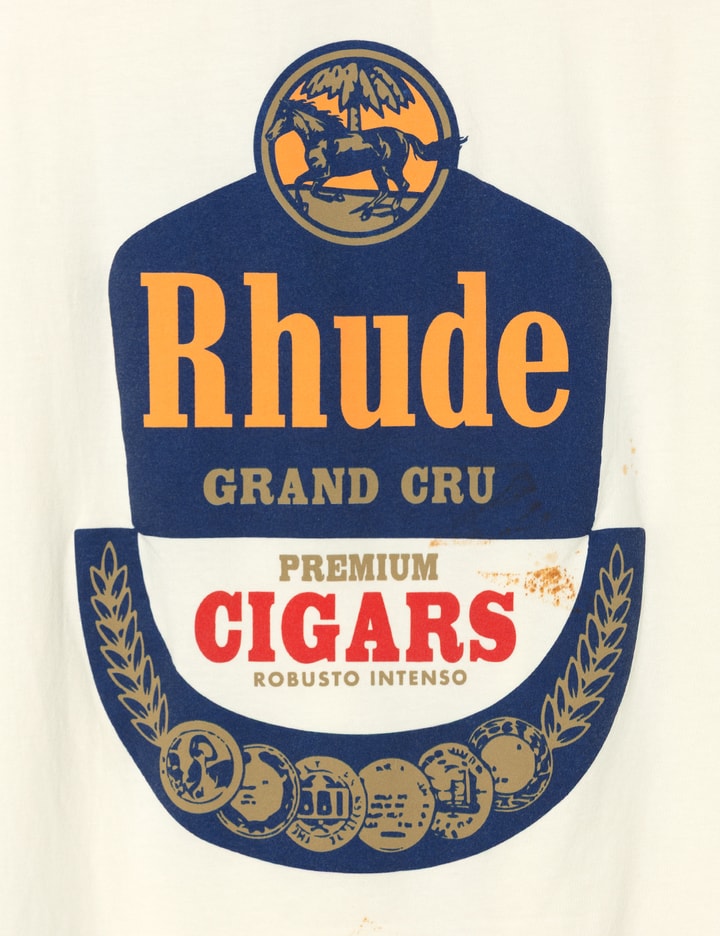 Rhude
GRAND CRU
PREMIUM
CIGARS
ROBUSTO INTENSO